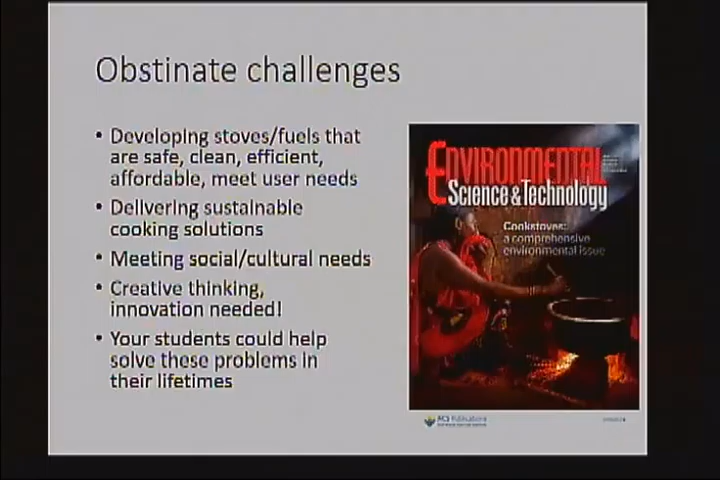 Obstinate challenges
• Developing stoves/fuels that
are safe, clean, efficient,
affordable, meet user needs
• Delivering sustainable
cooking solutions
• Meeting social/cultural needs
• Creative thinking,
innovation needed!
• Your students could help
solve these problems in
their lifetimes
ENVIRONMENTAL
Science & Technology
Cookstoves:
a comprehensive
environmental issue
ACS Publications